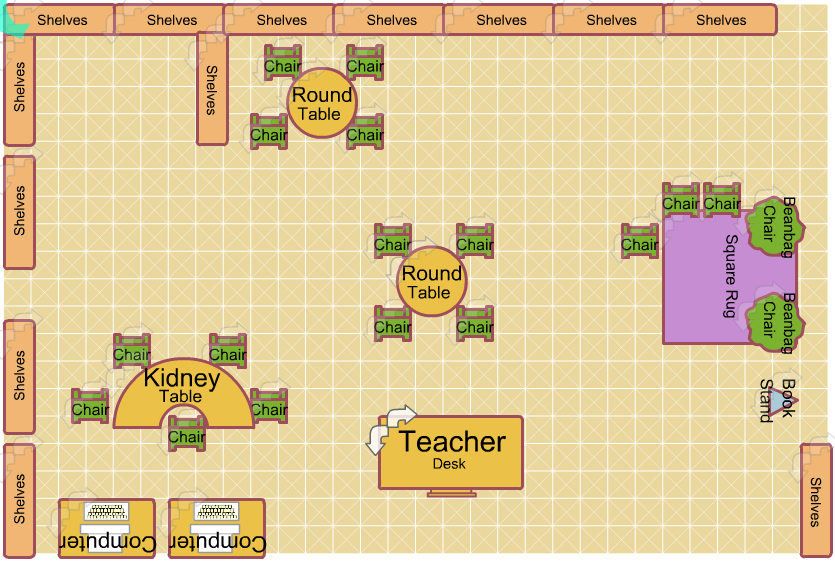 Shelves
Shelves
Shelves
Shelves
Shelves
Shelves
Shelves
Shelves
Shelves
Chair
Chair
Round
Table
Chair
Chair
Shelves
Chair
Chair
Beanbag
Chair
Chair
Chair
Chair
Square Rug
Round
Table
Chair
Chair
Beanbag
Chair
Shelves
Chair
Chair
Kidney
Table
Chair
Chair
Chair
Book
Stand
Teacher
Desk
Shelves
Shelves
Computer
Computer